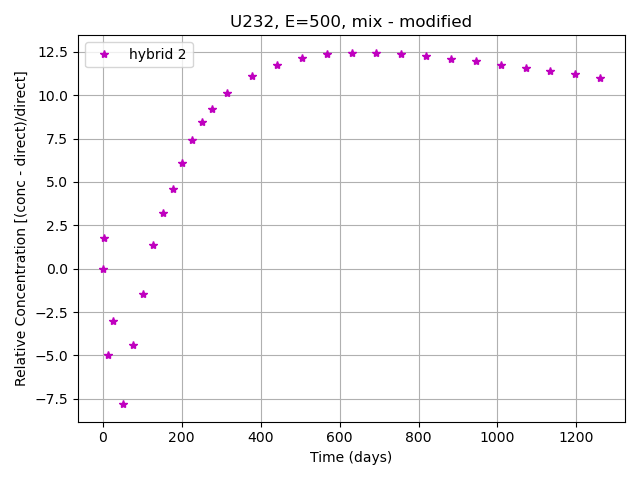 U232, E=500, mix - modified
hybrid 2
12.5
10.0
7.5
5.0
2.5
0.0
−2.5
−5.0
−7.5
Relative Concentration [(conc - direct)/direct]
0 200 400 600 800 1000 1200
Time (days)